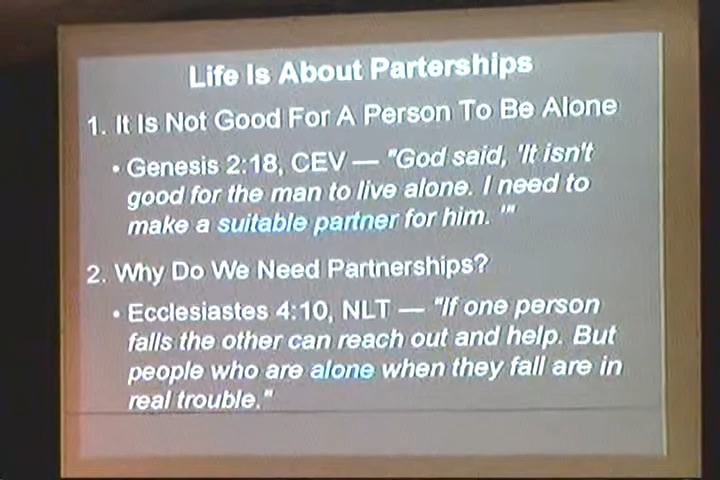 Life Is About Parterships
1. It Is Not Good For A Person To Be Alone
• Genesis 2:18, CEV — "God said, 'It isn't
good for the man to live alone. I need to
make a suitable partner for him. '"
2. Why Do We Need Partnerships?
• Ecclesiastes 4:10, NLT — "If one person
falls the other can reach out and help. But
people who are alone when they fall are in
real trouble."